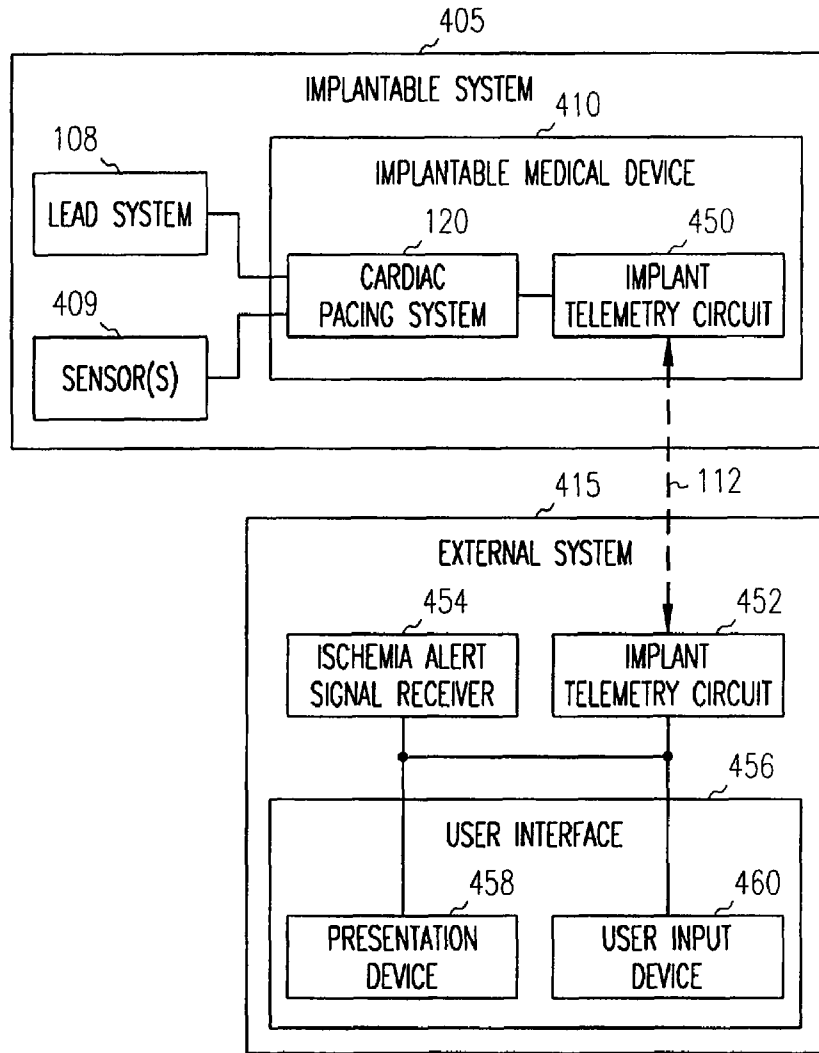 405
IMPLANTABLE SYSTEM
410
108
IMPLANTABLE MEDICAL DEVICE
LEAD SYSTEM
120
450
CARDIAC
PACING SYSTEM
IMPLANT
TELEMETRY CIRCUIT
409
SENSOR(S)
112
415
EXTERNAL SYSTEM
454
452
ISCHEMIA ALERT
SIGNAL RECEIVER
IMPLANT
TELEMETRY CIRCUIT
456
USER INTERFACE
458
460
PRESENTATION
DEVICE
USER INPUT
DEVICE